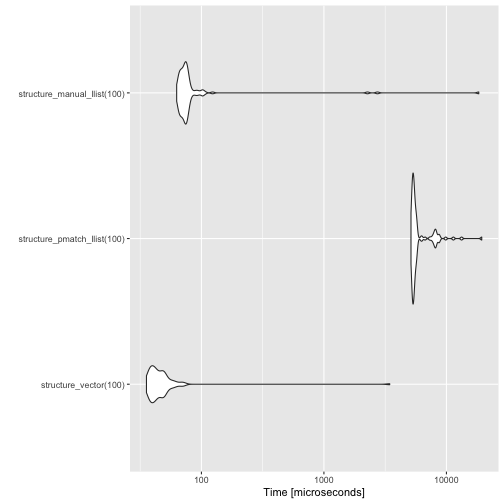 structure_manual_llist(100)
structure_pmatch_llist(100)
structure_vector(100)
100
1000
10000
Time [microseconds]